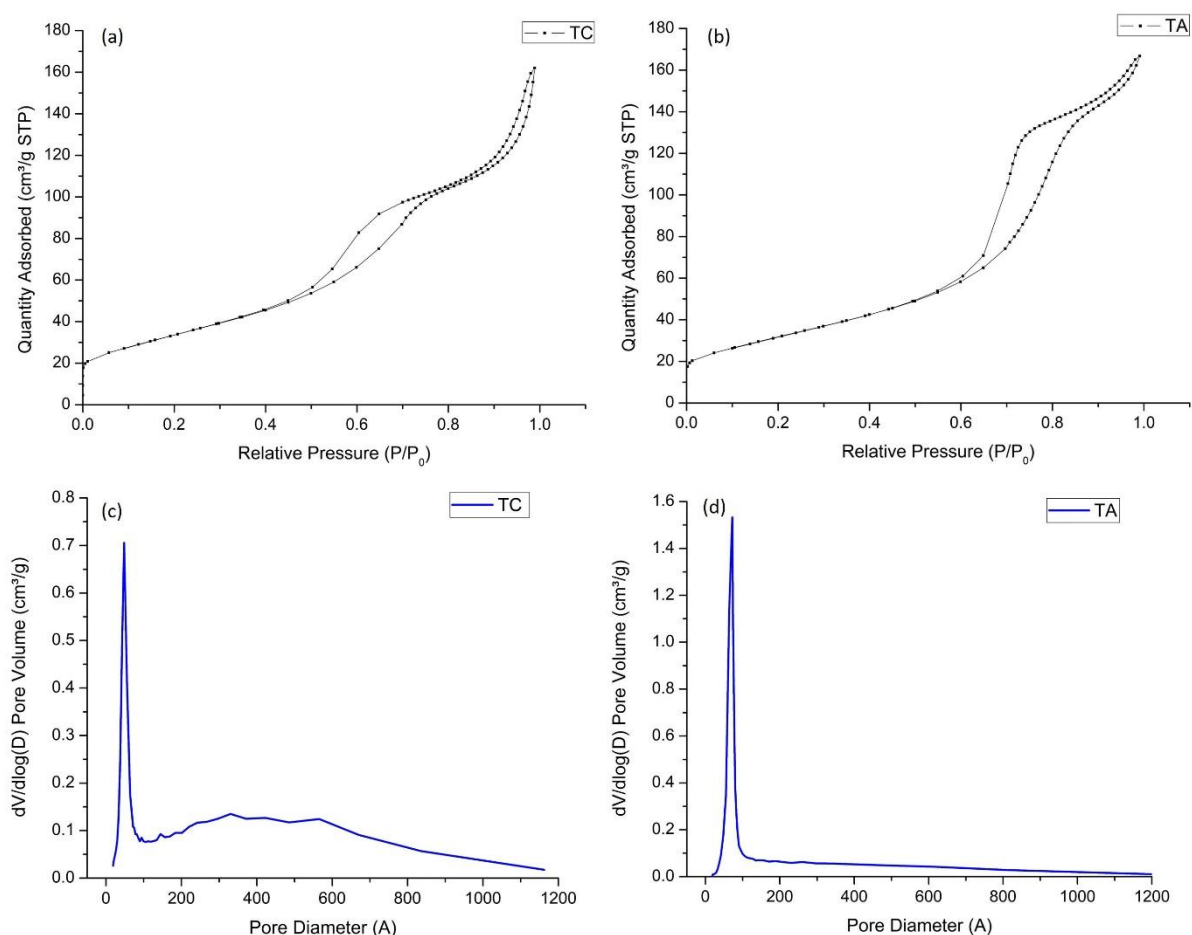 (a)
TC
180
160
140
120
100
80
60
40
20
0
Quantity Adsorbed (cm³/g STP)
0.0 0.2 0.4 0.6 0.8 1.0
Relative Pressure (P/P₀)
(b)
TA
180
160
140
120
100
80
60
40
20
0
Quantity Adsorbed (cm³/g STP)
0.0 0.2 0.4 0.6 0.8 1.0
Relative Pressure (P/P₀)
(c)
TC
0.8
0.7
0.6
0.5
0.4
0.3
0.2
0.1
0.0
dV/dlog(D) Pore Volume (cm³/g)
0 200 400 600 800 1000 1200
Pore Diameter (A)
(d)
TA
1.6
1.4
1.2
1.0
0.8
0.6
0.4
0.2
0.0
dV/dlog(D) Pore Volume (cm³/g)
0 200 400 600 800 1000 1200
Pore Diameter (A)